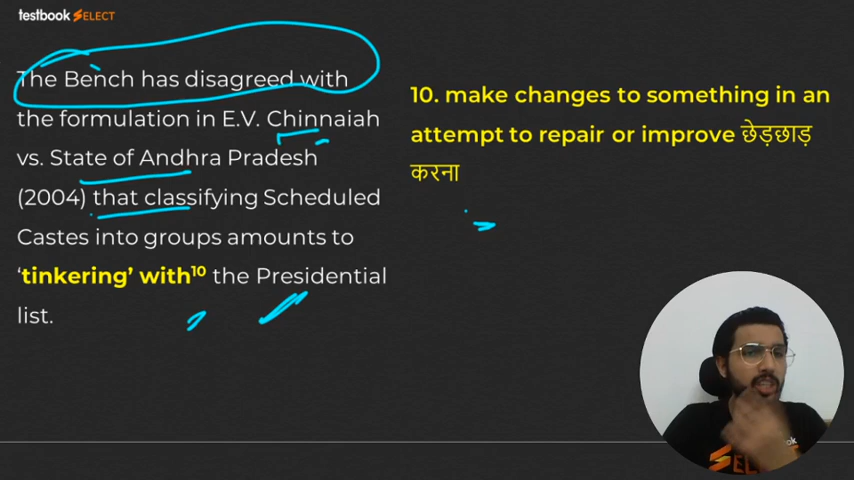 testbook SELECT
The Bench has disagreed with
the formulation in E.V. Chinnaiah
vs. State of Andhra Pradesh
(2004) that classifying Scheduled
Castes into groups amounts to
‘tinkering’ with¹⁰ the Presidential
list.
10. make changes to something in an
attempt to repair or improve छेड़छाड़
करना